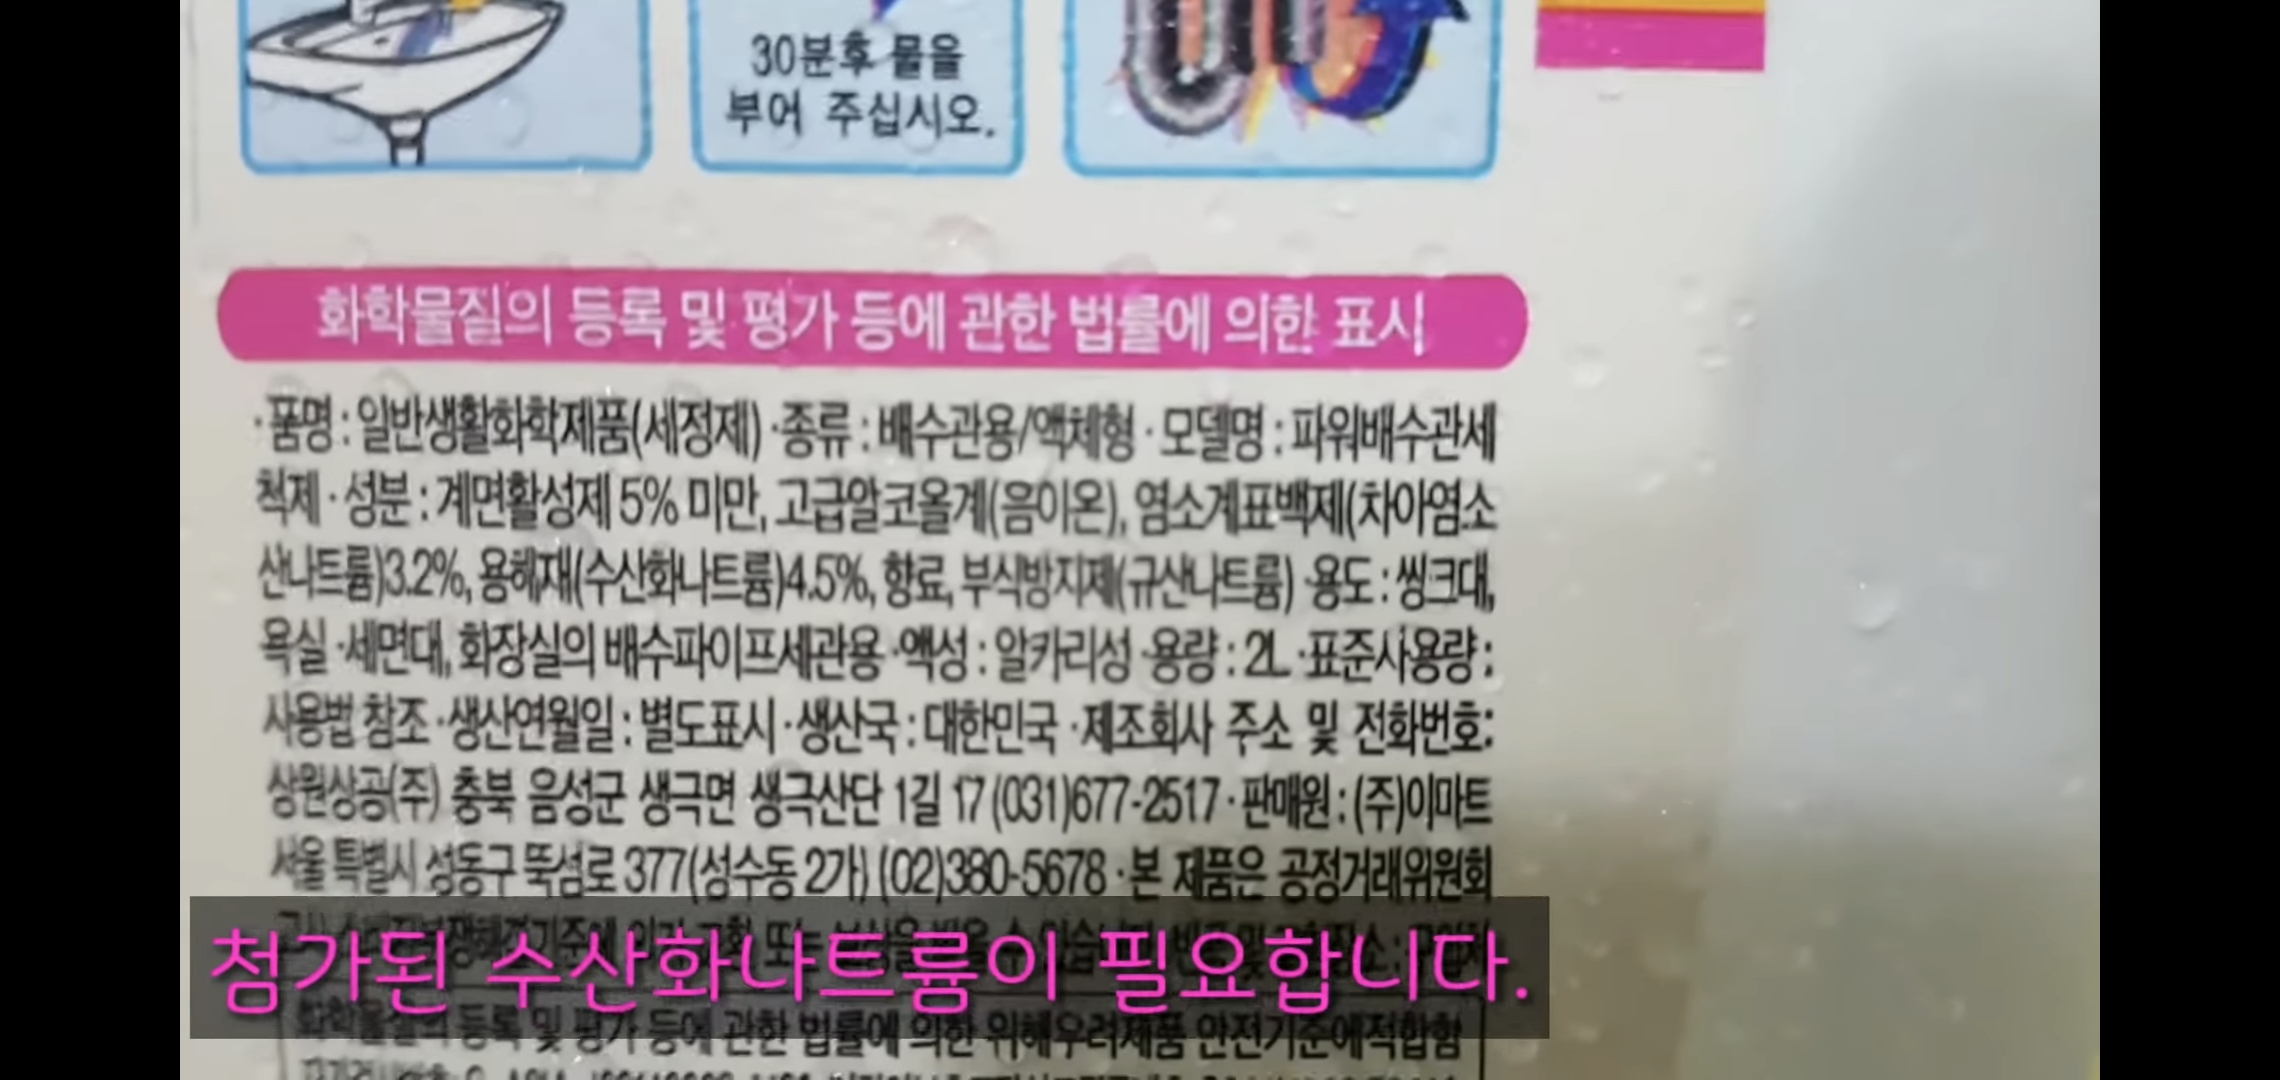 30분후 물을
부어 주십시오.
화학물질의 등록 및 평가 등에 관한 법률에 의한 표시
·품명 : 일반생활화학제품(세정제) ·종류 : 배수관용/액체형 · 모델명 : 파워배수관세
척제 · 성분 : 계면활성제 5% 미만, 고급알코올계(음이온), 염소계표백제(차아염소
산나트륨)3.2%, 용해재(수산화나트륨)4.5%, 향료, 부식방지제(규산나트륨) ·용도 : 씽크대,
욕실 ·세면대, 화장실의 배수파이프세관용 ·액성 : 알카리성 ·용량 : 2L ·표준사용량 :
사용법 참조 ·생산연월일 : 별도표시 · 생산국 : 대한민국 ·제조회사 주소 및 전화번호:
상원상공(주) 충북 음성군 생극면 생극산단 1길 17 (031)677-2517 · 판매원 : (주)이마트
서울 특별시 성동구 뚝섬로 377(성수동 2가) (02)380-5678 · 본 제품은 공정거래위원회
첨가된 수산화나트륨이 필요합니다.
화학물질의 등록 및 평가 등에 관한 법률에 의한 위해우려제품 안전기준에적합함